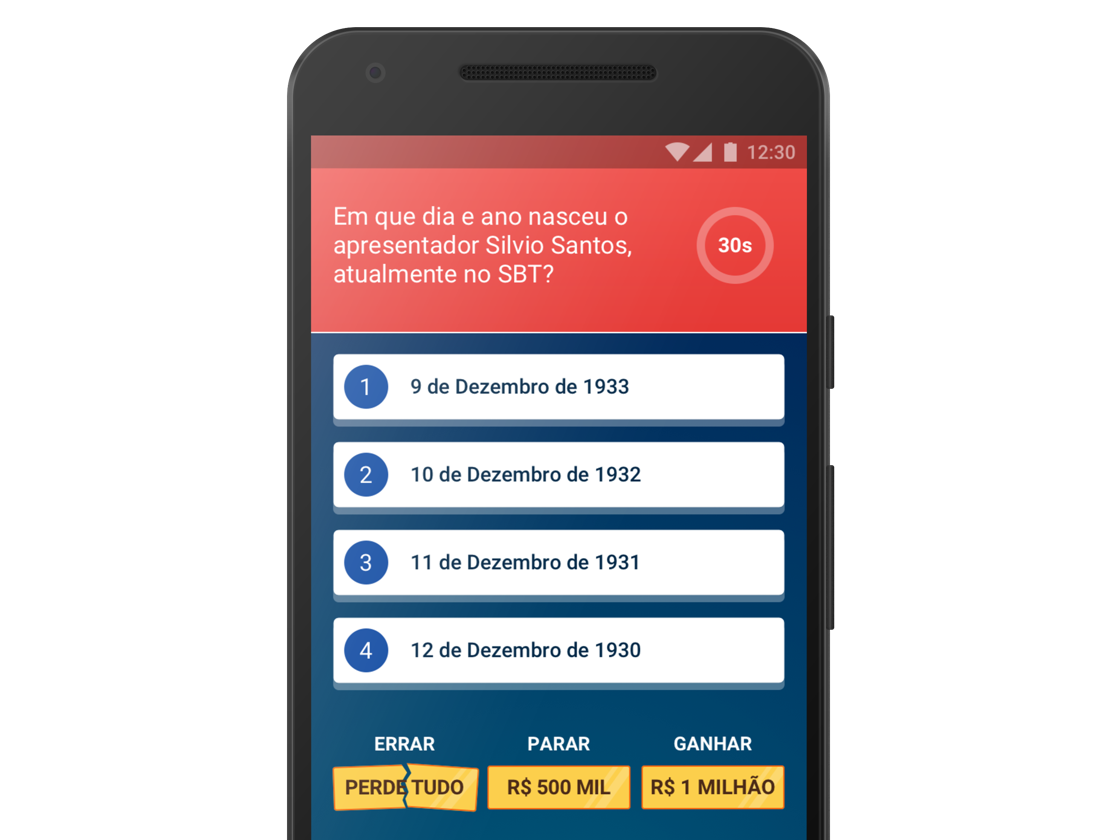 12:30
Em que dia e ano nasceu o
apresentador Silvio Santos,
atualmente no SBT?
30s
1 9 de Dezembro de 1933
2 10 de Dezembro de 1932
3 11 de Dezembro de 1931
4 12 de Dezembro de 1930
ERRAR PARAR GANHAR
PERDE TUDO R$ 500 MIL R$ 1 MILHÃO